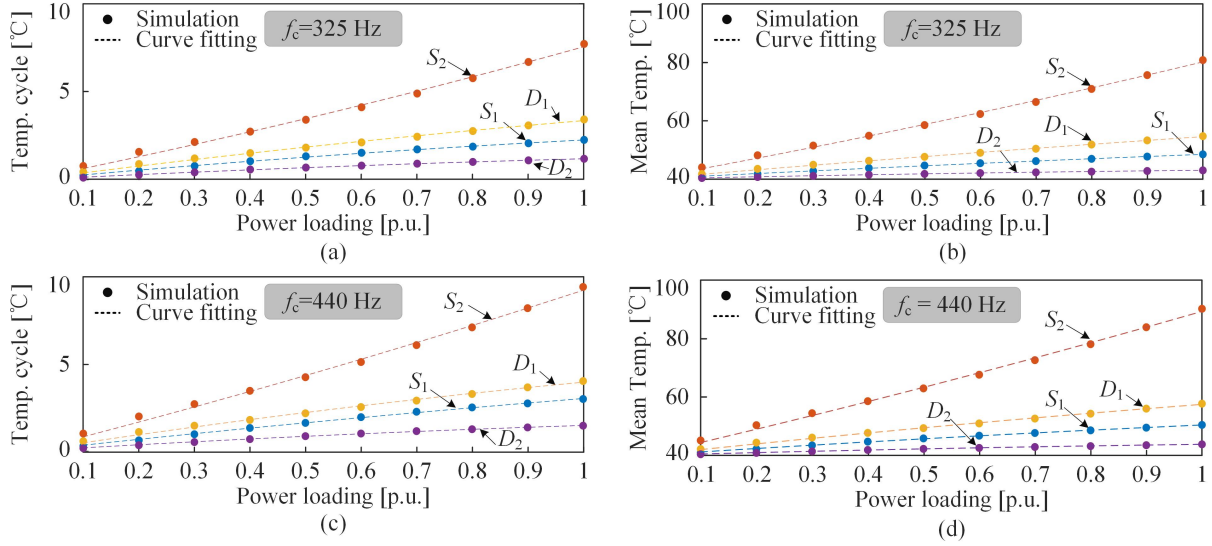 Temp. cycle [℃]
10
5
0
Simulation
Curve fitting
fc=325 Hz
S2
D1
S1
D2
0.1 0.2 0.3 0.4 0.5 0.6 0.7 0.8 0.9 1
Power loading [p.u.]
(a)
Mean Temp. [℃]
100
80
60
40
Simulation
Curve fitting
fc=325 Hz
S2
D1
S1
D2
0.1 0.2 0.3 0.4 0.5 0.6 0.7 0.8 0.9 1
Power loading [p.u.]
(b)
Temp. cycle [℃]
10
5
0
Simulation
Curve fitting
fc=440 Hz
S2
D1
S1
D2
0.1 0.2 0.3 0.4 0.5 0.6 0.7 0.8 0.9 1
Power loading [p.u.]
(c)
Mean Temp. [℃]
100
80
60
40
Simulation
Curve fitting
fc = 440 Hz
S2
D1
S1
D2
0.1 0.2 0.3 0.4 0.5 0.6 0.7 0.8 0.9 1
Power loading [p.u.]
(d)